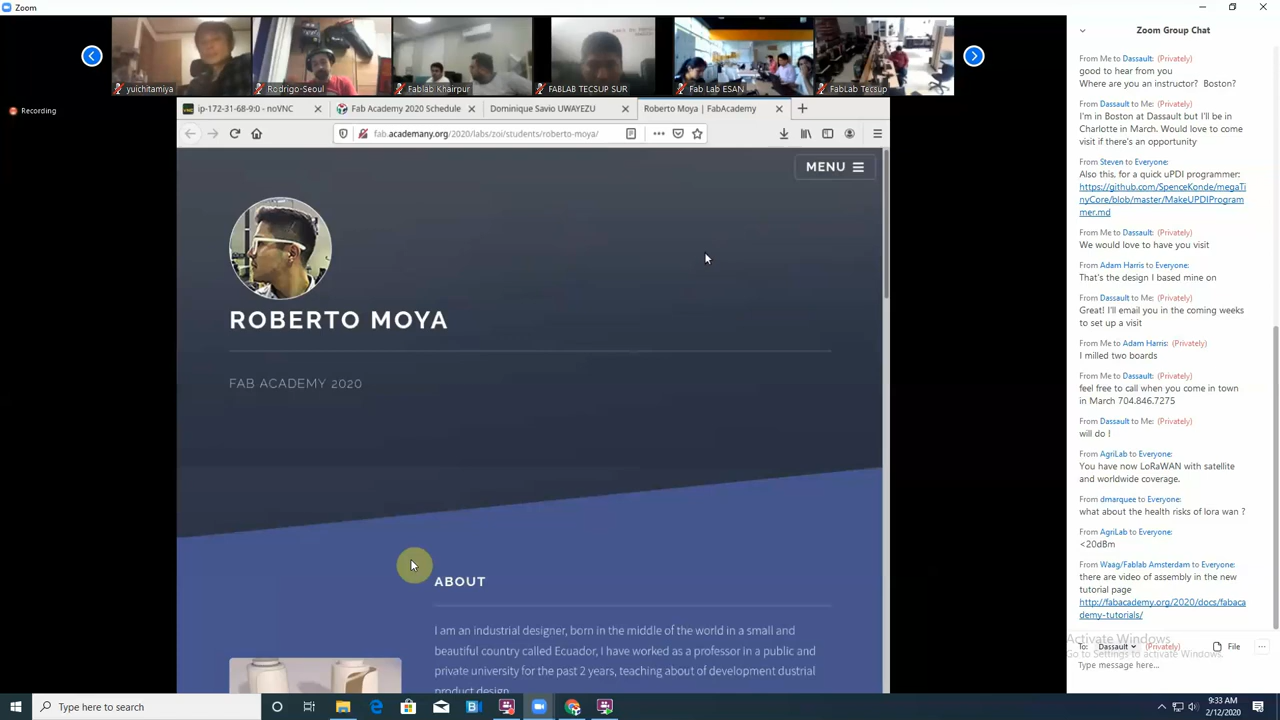 Zoom
yuichitamiya
Rodrigo-Seoul
Fablab Khairpur
FABLAB TECSUP SUR
Fab Lab ESAN
FabLab Tecsup
Recording
ip-172-31-68-9:0 - noVNC
Fab Academy 2020 Schedule
Dominique Savio UWAYEZU
Roberto Moya | FabAcademy
fab.academany.org/2020/labs/zoi/students/roberto-moya/
MENU
ROBERTO MOYA
FAB ACADEMY 2020
ABOUT
I am an industrial designer, born in the middle of the world in a small and
beautiful country called Ecuador, I have worked as a professor in a public and
private university for the past 2 years, teaching about of development dustrial
product design.
Zoom Group Chat
From Me to Dassault: (Privately)
good to hear from you
Where are you an instructor? Boston?
From Dassault to Me: (Privately)
I'm in Boston at Dassault but I'll be in
Charlotte in March. Would love to come
visit if there's an opportunity
From Steven to Everyone:
Also this, for a quick uPDI programmer:
https://github.com/SpenceKonde/megaTi
nyCore/blob/master/MakeUPDIProgram
mer.md
From Me to Dassault: (Privately)
We would love to have you visit
From Adam Harris to Everyone:
That's the design I based mine on
From Dassault to Me: (Privately)
Great! I'll email you in the coming weeks
to set up a visit
From Me to Adam Harris: (Privately)
I milled two boards
From Me to Dassault: (Privately)
feel free to call when you come in town
in March 704.846.7275
From Dassault to Me: (Privately)
will do !
From AgriLab to Everyone:
You have now LoRaWAN with satellite
and worldwide coverage.
From dmarquee to Everyone:
what about the health risks of lora wan ?
From AgriLab to Everyone:
<20dBm
From Waag/Fablab Amsterdam to Everyone:
there are video of assembly in the new
tutorial page
http://fabacademy.org/2020/docs/fabaca
demy-tutorials/
Activate Windows
Go to Settings to activate Windows.
To: Dassault (Privately) File
Type message here...
Type here to search
9:33 AM
2/12/2020